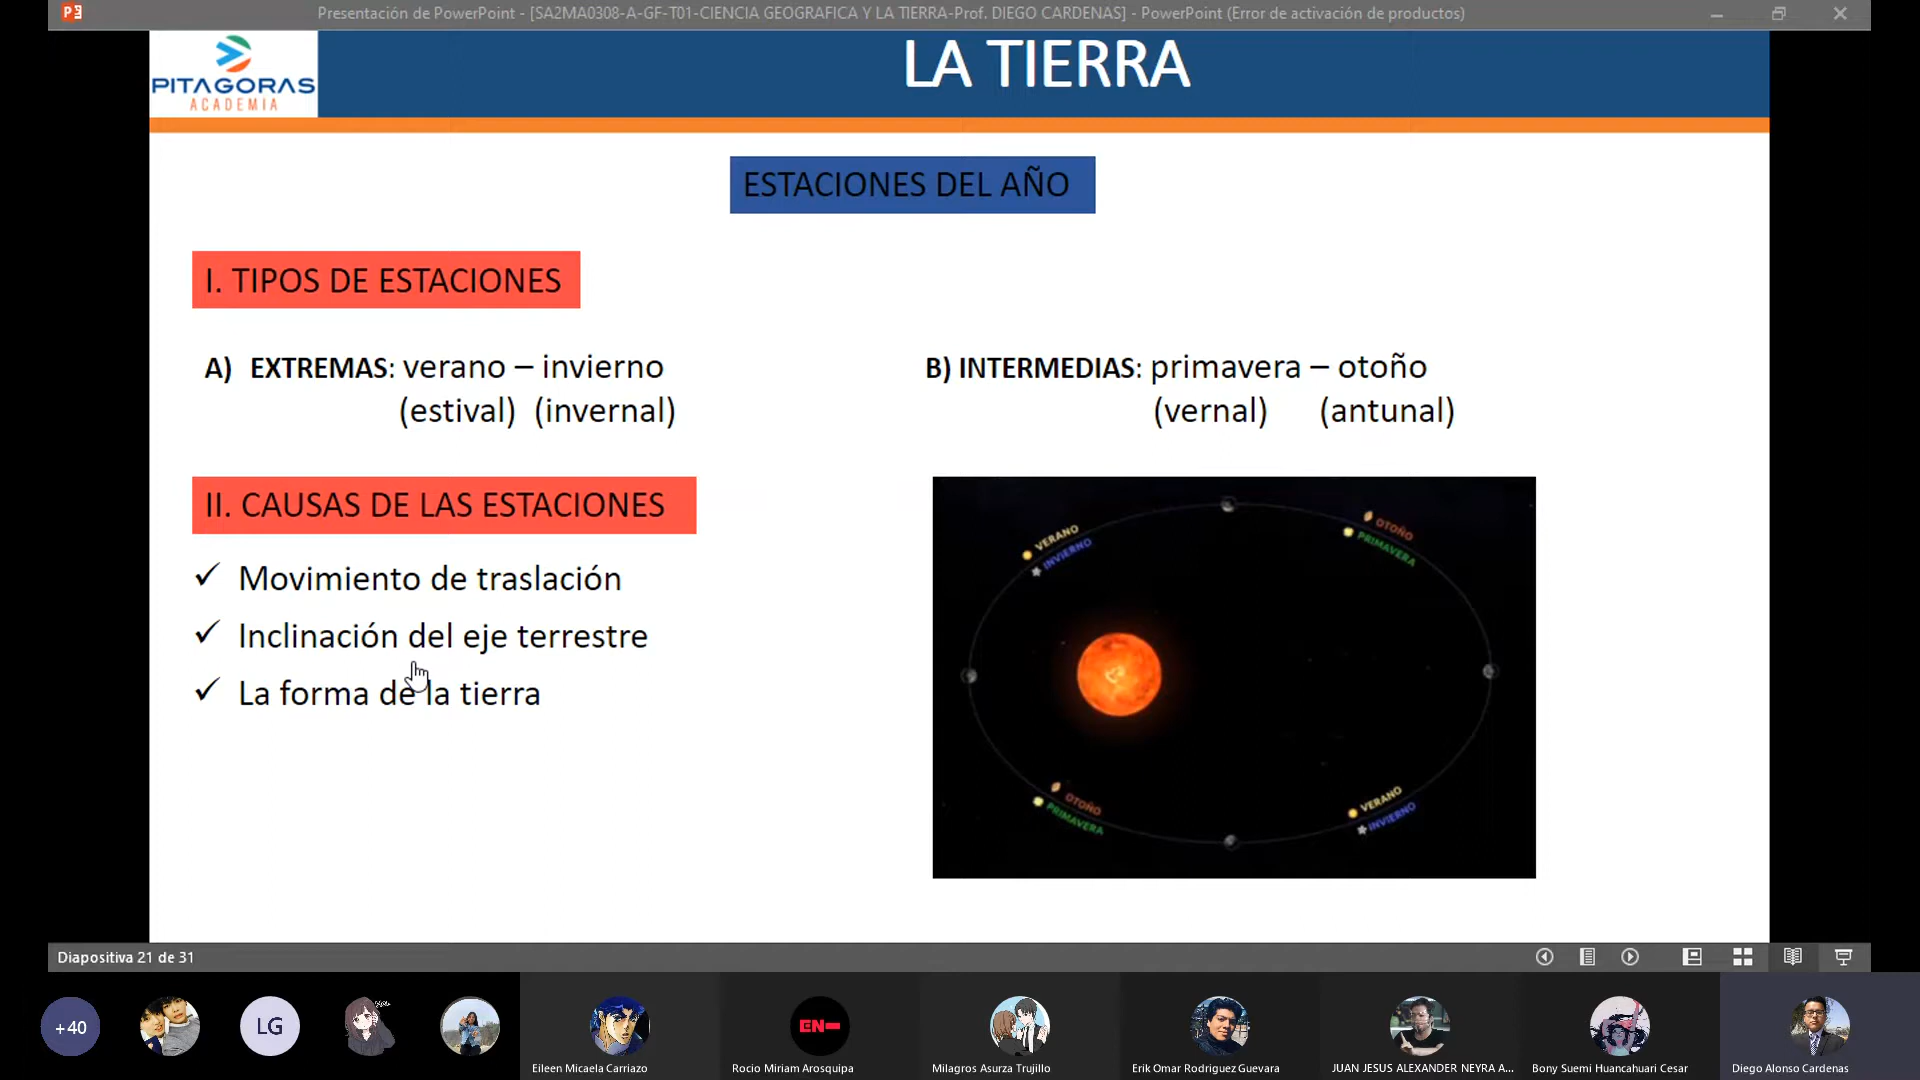 Presentación de PowerPoint - [SA2MA0308-A-GF-T01-CIENCIA GEOGRAFICA Y LA TIERRA-Prof. DIEGO CARDENAS] - PowerPoint (Error de activación de productos)
PITAGORAS
ACADEMIA
LA TIERRA
ESTACIONES DEL AÑO
I. TIPOS DE ESTACIONES
A) EXTREMAS: verano – invierno
(estival) (invernal)
B) INTERMEDIAS: primavera – otoño
(vernal) (antunal)
II. CAUSAS DE LAS ESTACIONES
✓ Movimiento de traslación
✓ Inclinación del eje terrestre
✓ La forma de la tierra
VERANO
INVIERNO
OTOÑO
PRIMAVERA
OTOÑO
PRIMAVERA
VERANO
INVIERNO
Diapositiva 21 de 31
+40
LG
EN
Eileen Micaela Carriazo
Rocio Miriam Arosquipa
Milagros Asurza Trujillo
Erik Omar Rodriguez Guevara
JUAN JESUS ALEXANDER NEYRA A...
Bony Suemi Huancahuari Cesar
Diego Alonso Cardenas